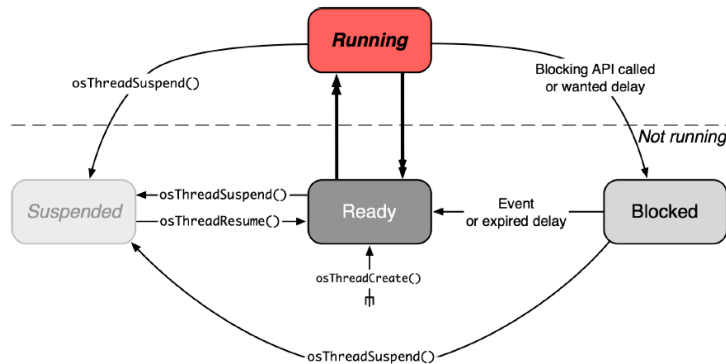 Running
osThreadSuspend()
Blocking API called
or wanted delay
Not running
Suspended
osThreadSuspend()
osThreadResume()
Ready
Event
or expired delay
Blocked
osThreadCreate()
osThreadSuspend()